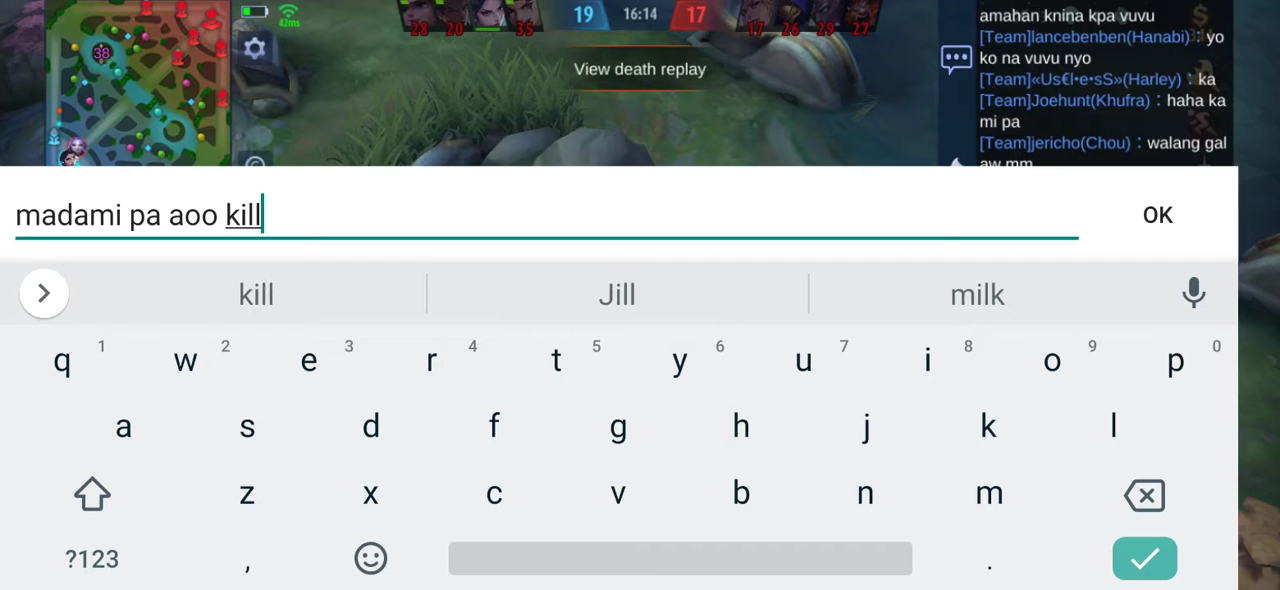 38
42ms
28 20 35
19 16:14 17
17 26 29 27
View death replay
amahan knina kpa vuvu
[Team]lancebenben(Hanabi) : yo
ko na vuvu nyo
[Team]«Us€l•e•sS»(Harley) : ka
[Team]Joehunt(Khufra) : haha ka
mi pa
[Team]jericho(Chou) : walang gal
aw mm
madami pa aoo kill
OK
kill Jill milk
1 2 3 4 5 6 7 8 9 0
q w e r t y u i o p
a s d f g h j k l
z x c v b n m
?123 , .